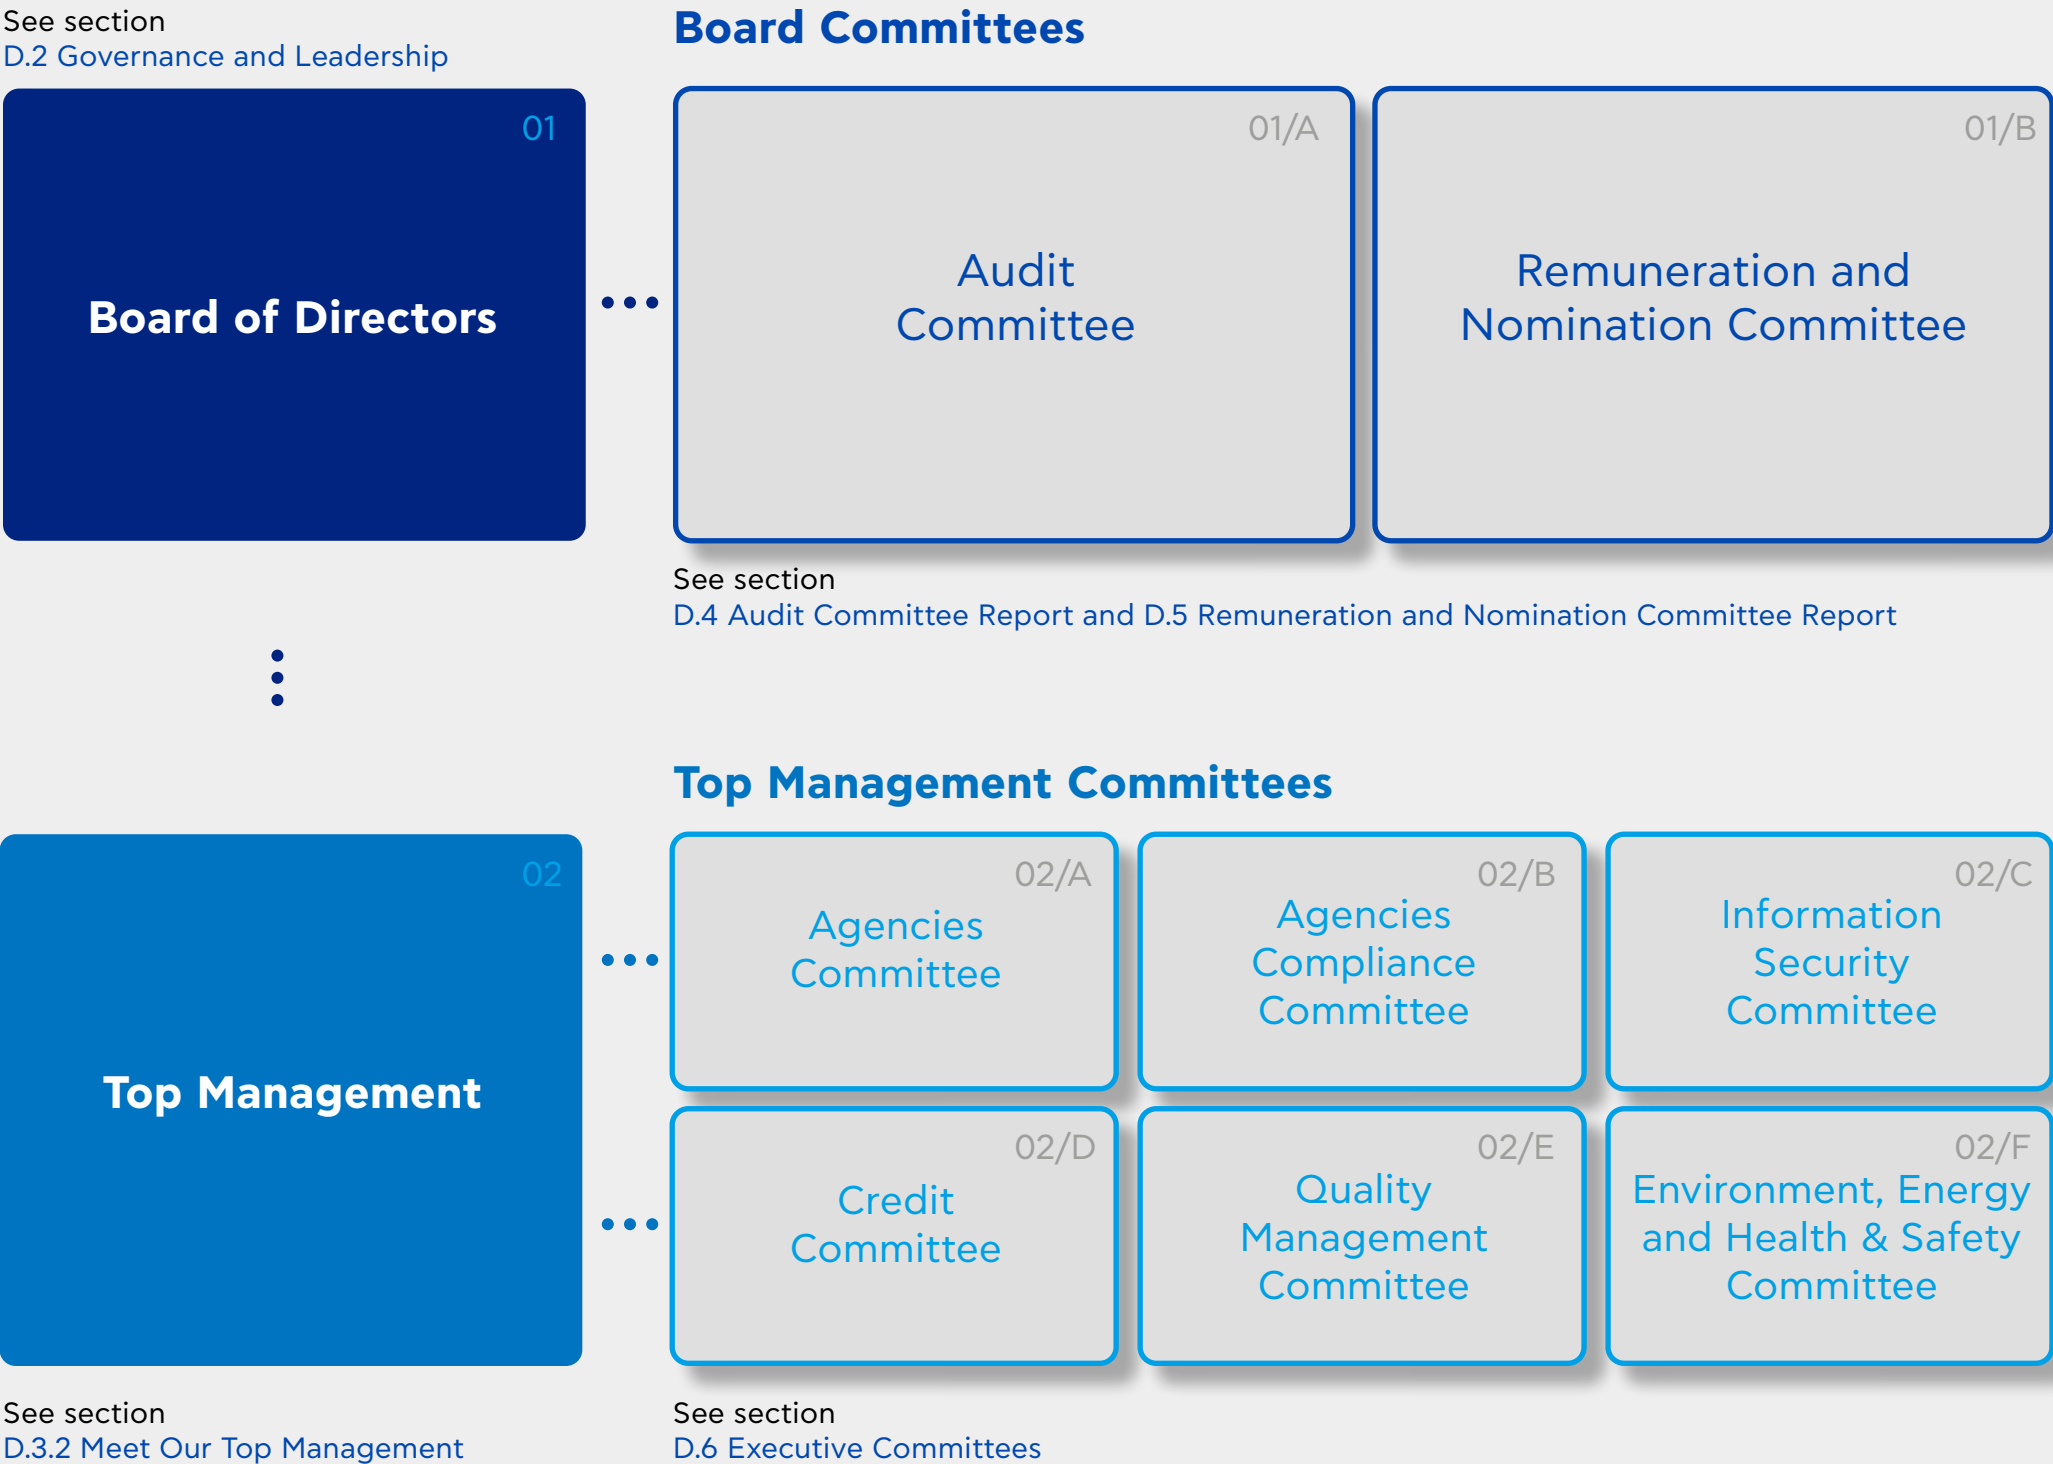 See section
D.2 Governance and Leadership
01
Board of Directors
Board Committees
01/A
Audit
Committee
01/B
Remuneration and
Nomination Committee
See section
D.4 Audit Committee Report and D.5 Remuneration and Nomination Committee Report
02
Top Management
See section
D.3.2 Meet Our Top Management
Top Management Committees
02/A
Agencies
Committee
02/B
Agencies
Compliance
Committee
02/C
Information
Security
Committee
02/D
Credit
Committee
02/E
Quality
Management
Committee
02/F
Environment, Energy
and Health & Safety
Committee
See section
D.6 Executive Committees